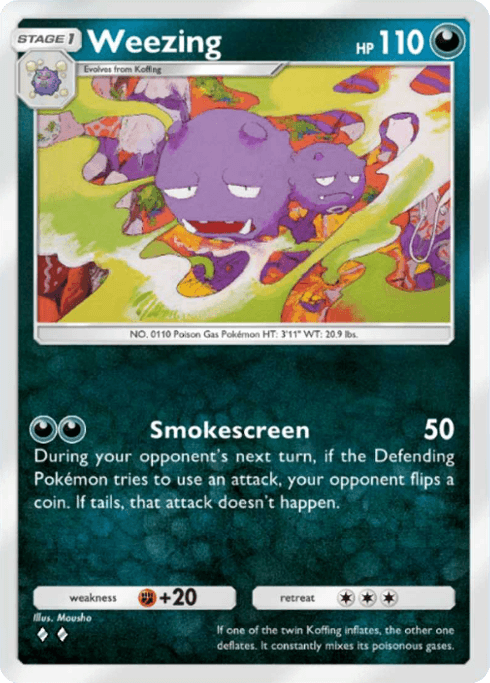 STAGE 1 Weezing HP 110
Evolves from Koffing
NO. 0110 Poison Gas Pokémon HT: 3'11" WT: 20.9 lbs.
Smokescreen 50
During your opponent's next turn, if the Defending
Pokémon tries to use an attack, your opponent flips a
coin. If tails, that attack doesn't happen.
weakness +20 retreat
Illus. Mousho
If one of the twin Koffing inflates, the other one
deflates. It constantly mixes its poisonous gases.